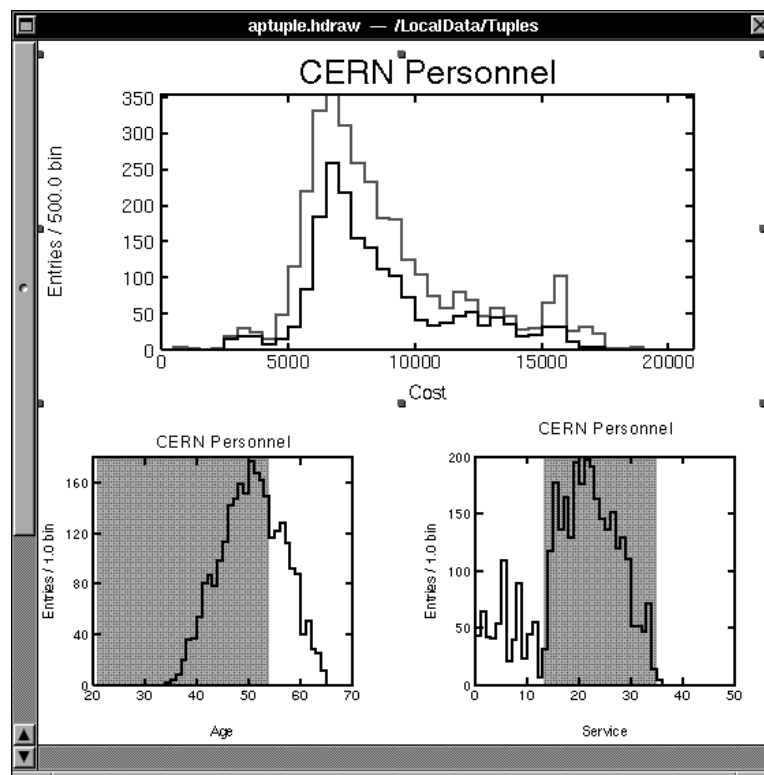 aptuple.hdraw — /LocalData/Tuples
CERN Personnel
350
300
250
200
150
100
50
0
Entries / 500.0 bin
0 5000 10000 15000 20000
Cost
CERN Personnel
160
120
80
40
0
Entries / 1.0 bin
20 30 40 50 60 70
Age
CERN Personnel
200
150
100
50
0
Entries / 1.0 bin
0 10 20 30 40 50
Service